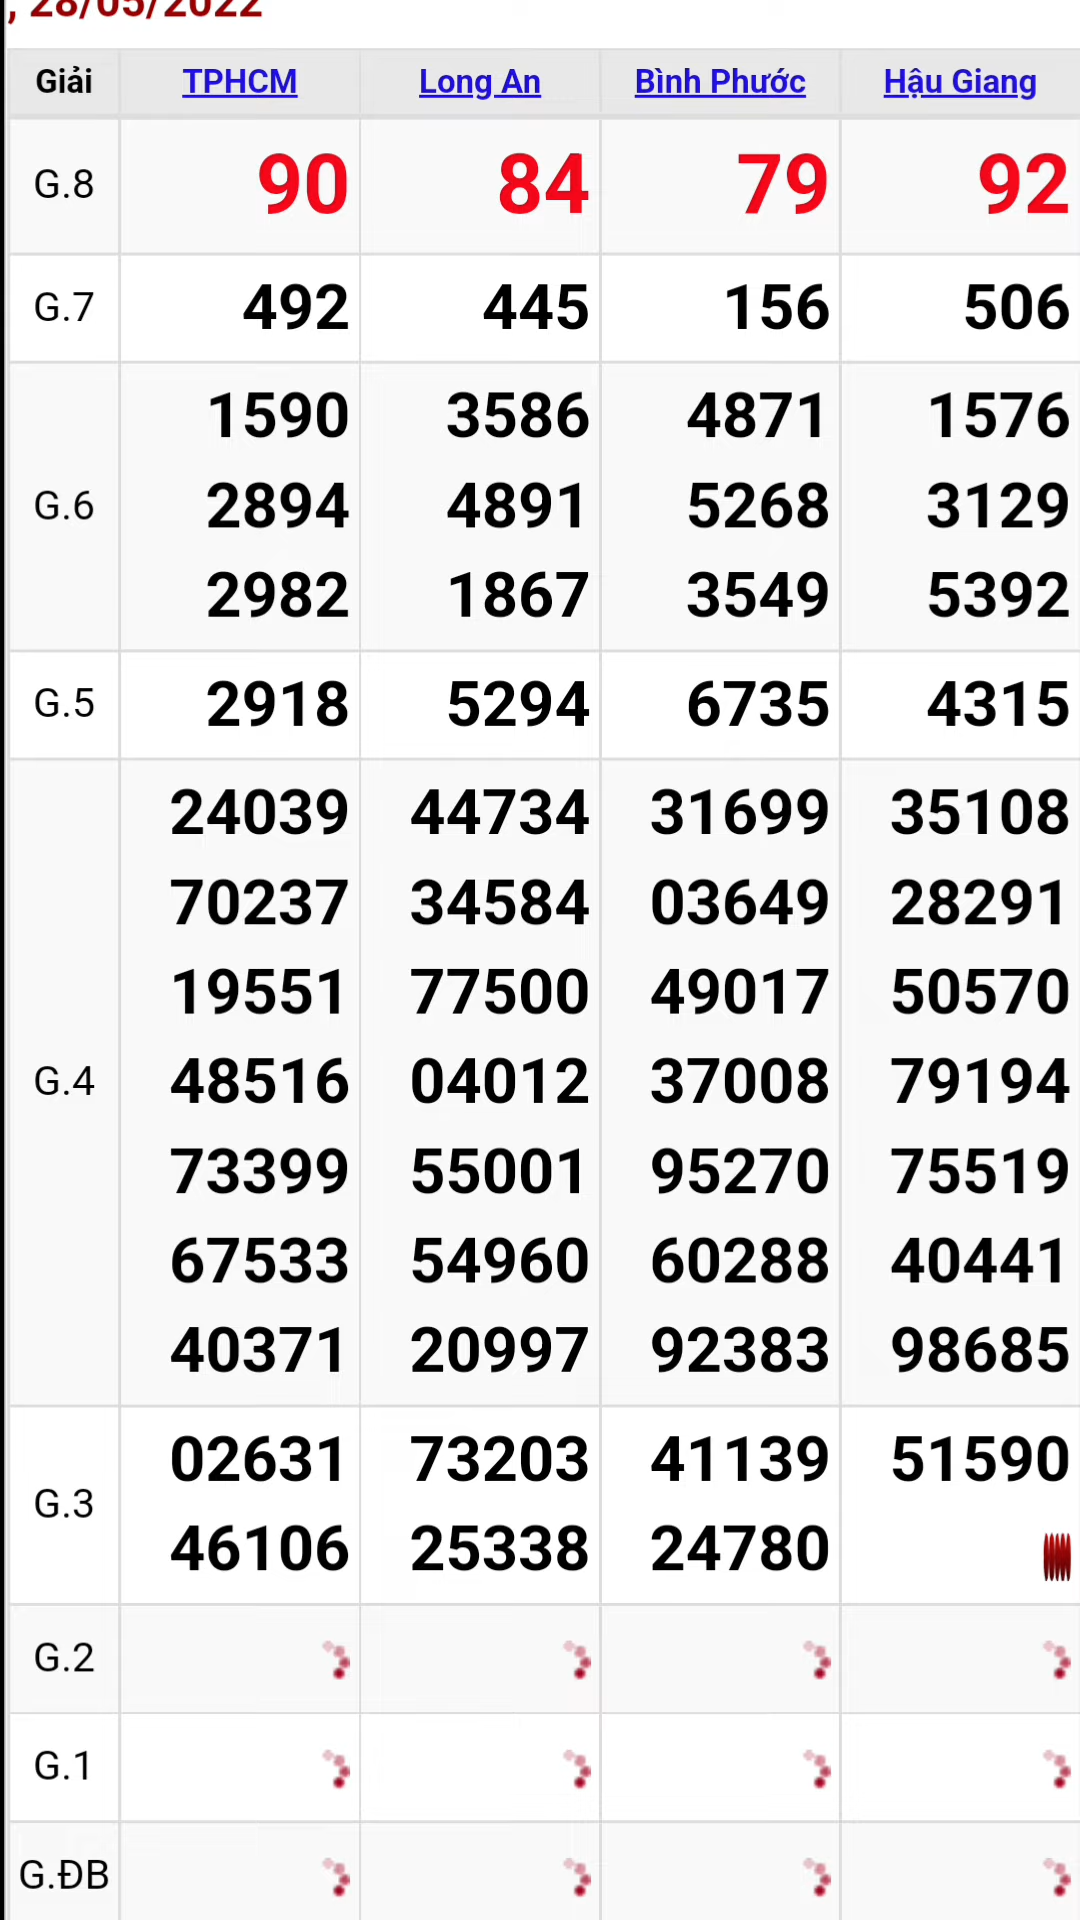 , 28/05/2022
Giải TPHCM Long An Bình Phước Hậu Giang
G.8 90 84 79 92
G.7 492 445 156 506
1590 3586 4871 1576
G.6 2894 4891 5268 3129
2982 1867 3549 5392
G.5 2918 5294 6735 4315
24039 44734 31699 35108
70237 34584 03649 28291
19551 77500 49017 50570
G.4 48516 04012 37008 79194
73399 55001 95270 75519
67533 54960 60288 40441
40371 20997 92383 98685
G.3 02631 73203 41139 51590
46106 25338 24780
G.2
G.1
G.ĐB